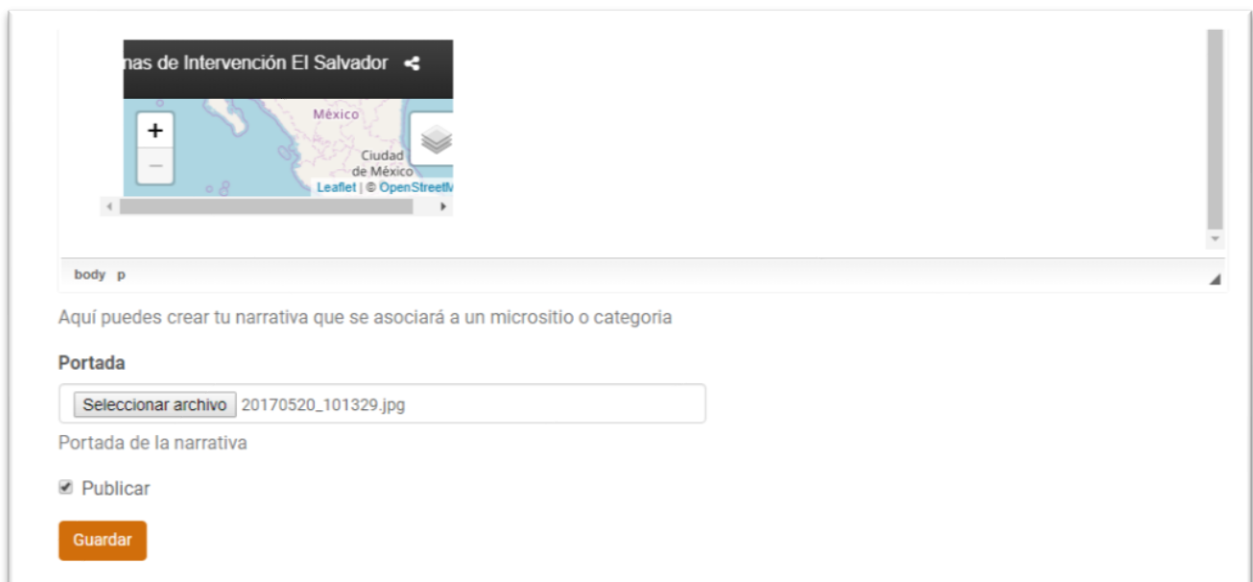 nas de Intervención El Salvador
+
México
Ciudad
de México
−
Leaflet | © OpenStreetM
body p
Aquí puedes crear tu narrativa que se asociará a un micrositio o categoria
Portada
Seleccionar archivo 20170520_101329.jpg
Portada de la narrativa
Publicar
Guardar